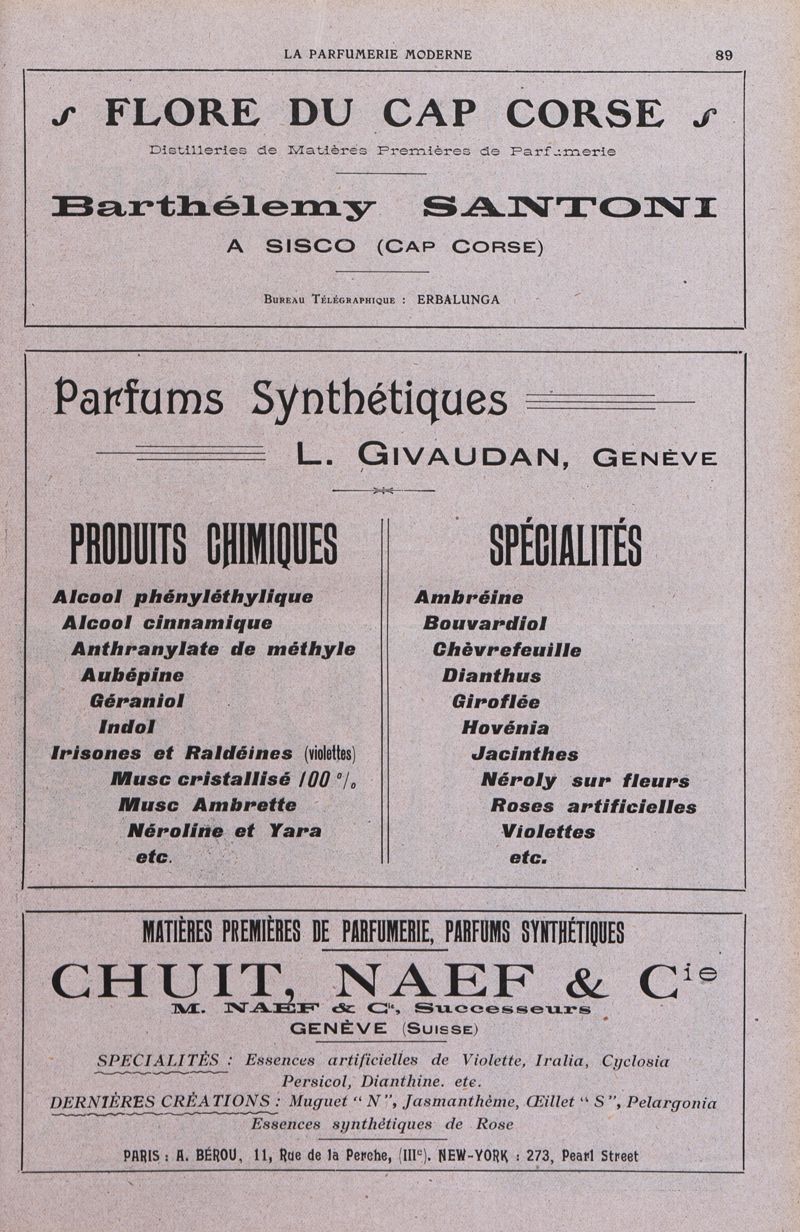 LA PARFUMERIE MODERNE 89
FLORE DU CAP CORSE
Distilleries de Matières Premières de Parfumerie
Barthélemy SANTONI
A SISCO (CAP CORSE)
BUREAU TÉLÉGRAPHIQUE : ERBALUNGA
Parfums Synthétiques
L. GIVAUDAN, GENÈVE
PRODUITS CHIMIQUES
Alcool phényléthylique
Alcool cinnamique
Anthranylate de méthyle
Aubépine
Géraniol
Indol
Irisones et Raldéines (violettes)
Musc cristallisé 100 %
Musc Ambrette
Néroline et Yara
etc.
SPÉCIALITÉS
Ambréine
Bouvardiol
Chèvrefeuille
Dianthus
Giroflée
Hovénia
Jacinthes
Néroly sur fleurs
Roses artificielles
Violettes
etc.
MATIÈRES PREMIÈRES DE PARFUMERIE, PARFUMS SYNTHÉTIQUES
CHUIT, NAEF & Cie
M. NAEF & Cie, Successeurs
GENÈVE (SUISSE)
SPECIALITÉS : Essences artificielles de Violette, Iralia, Cyclosia
Persicol, Dianthine. etc.
DERNIÈRES CRÉATIONS : Muguet “ N ”, Jasmanthème, Œillet “ S ”, Pelargonia
Essences synthétiques de Rose
PARIS : A. BÉROU, 11, Rue de la Perche, (IIIe). NEW-YORK : 273, Pearl Street